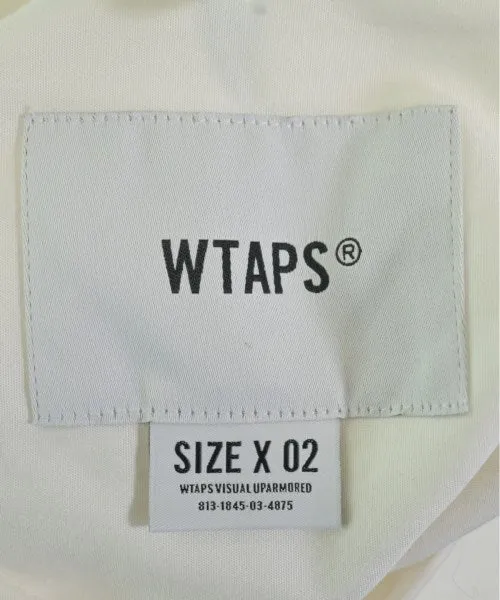 WTAPS®
SIZE X 02
WTAPS VISUAL UPARMORED
813-1845-03-4875